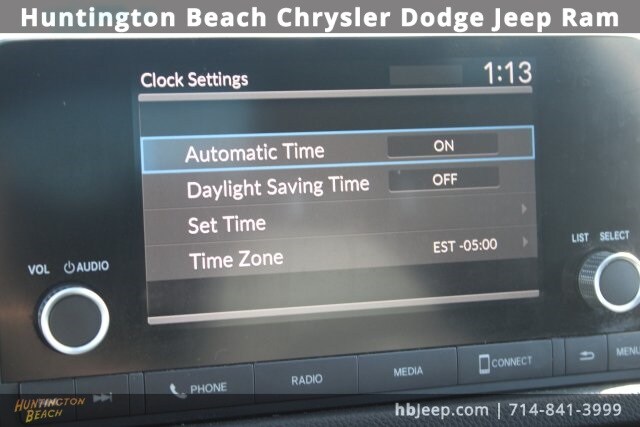 Huntington Beach Chrysler Dodge Jeep Ram
Clock Settings 1:13
Automatic Time ON
Daylight Saving Time OFF
Set Time
Time Zone EST -05:00
VOL AUDIO
LIST SELECT
PHONE RADIO MEDIA CONNECT MENU
HUNTINGTON
BEACH
hbjeep.com | 714-841-3999